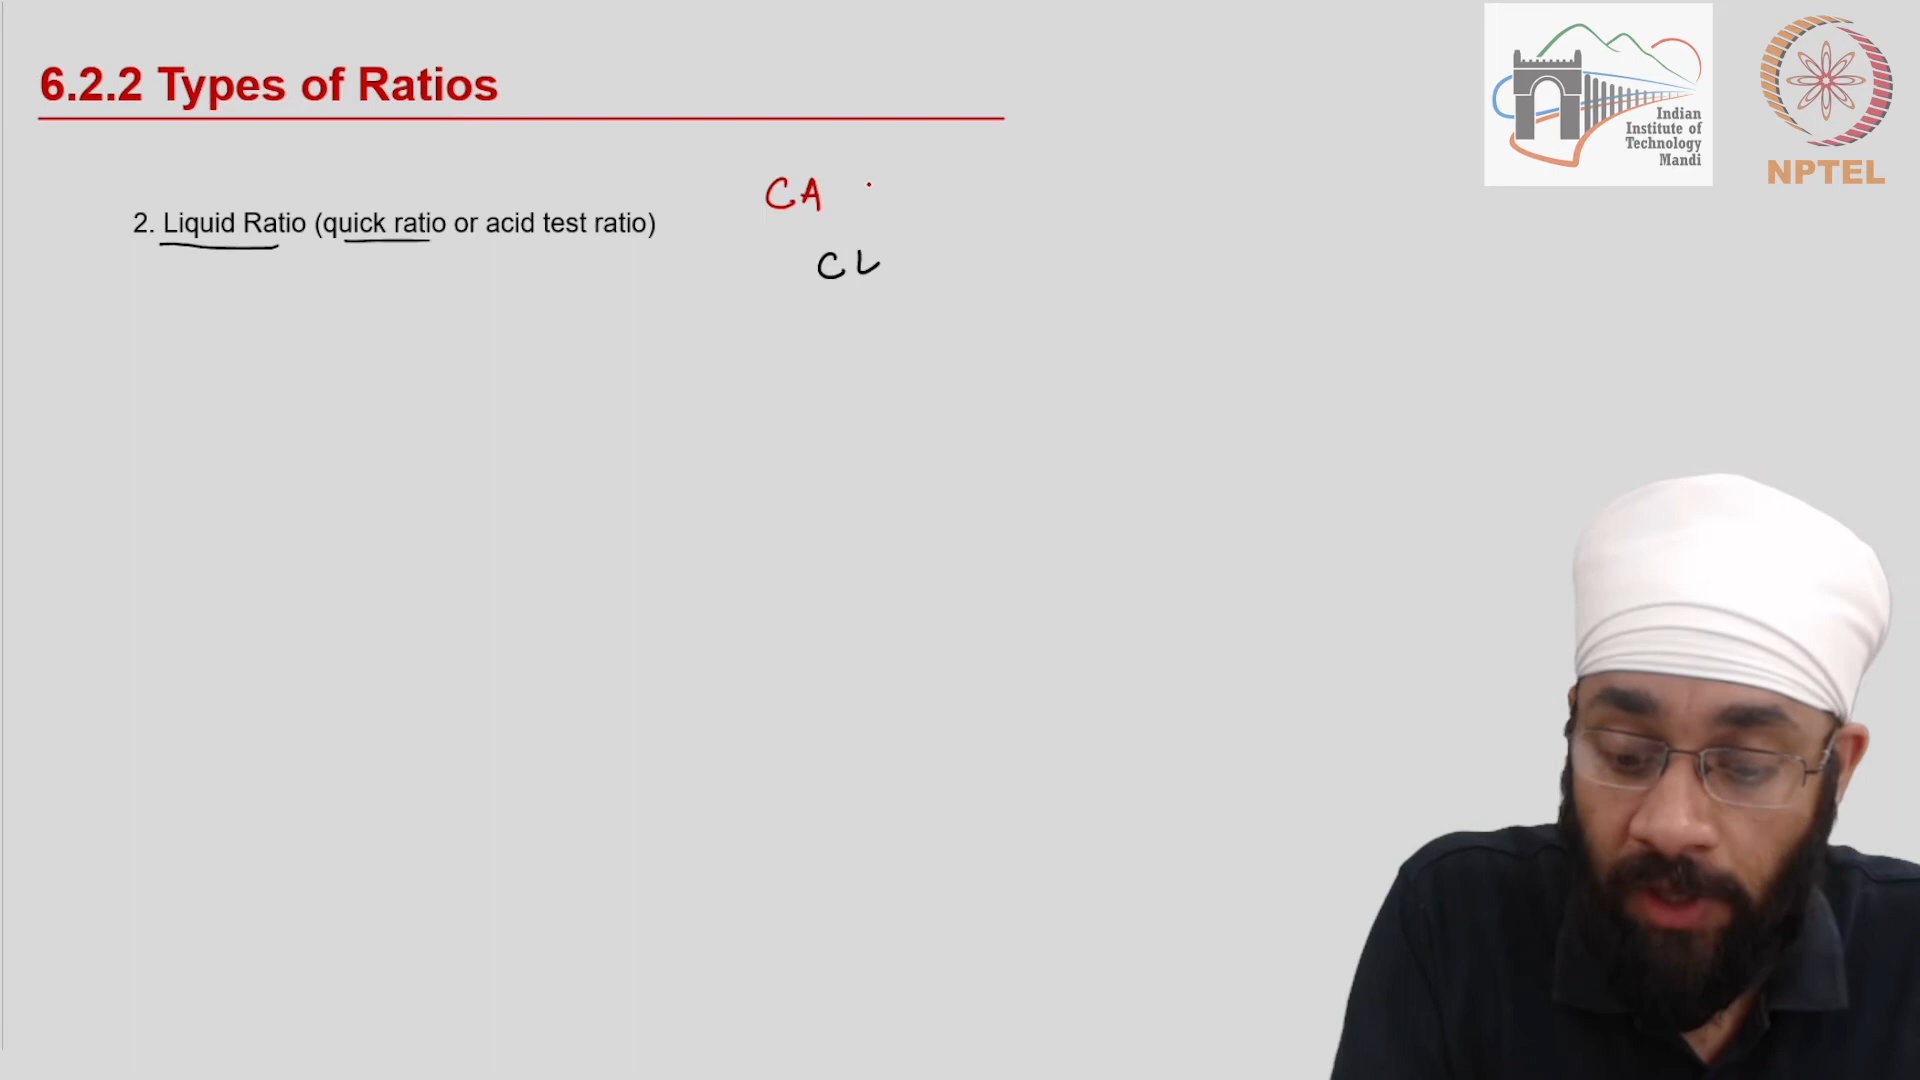 6.2.2 Types of Ratios
Indian
Institute of
Technology
Mandi
NPTEL
CA
2. Liquid Ratio (quick ratio or acid test ratio)
CL